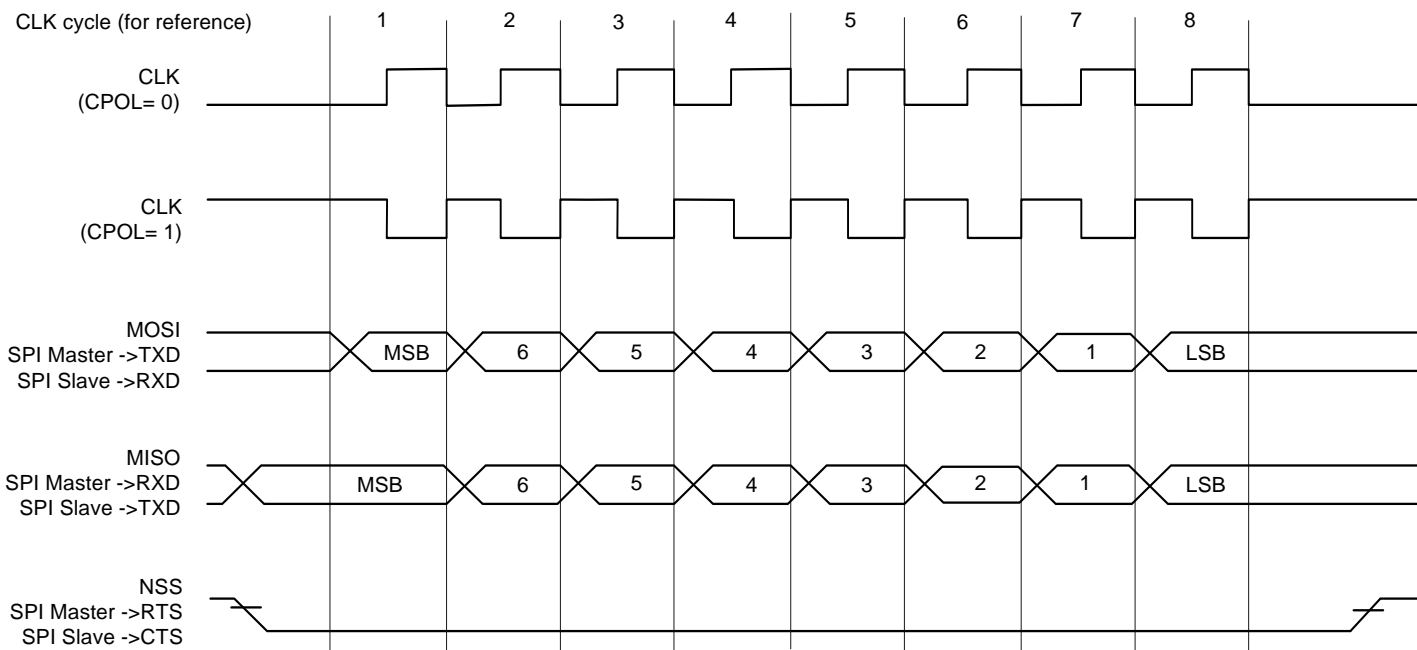 CLK cycle (for reference) 1 2 3 4 5 6 7 8
CLK
(CPOL= 0)
CLK
(CPOL= 1)
MOSI
SPI Master ->TXD
SPI Slave ->RXD
MSB 6 5 4 3 2 1 LSB
MISO
SPI Master ->RXD
SPI Slave ->TXD
MSB 6 5 4 3 2 1 LSB
NSS
SPI Master ->RTS
SPI Slave ->CTS